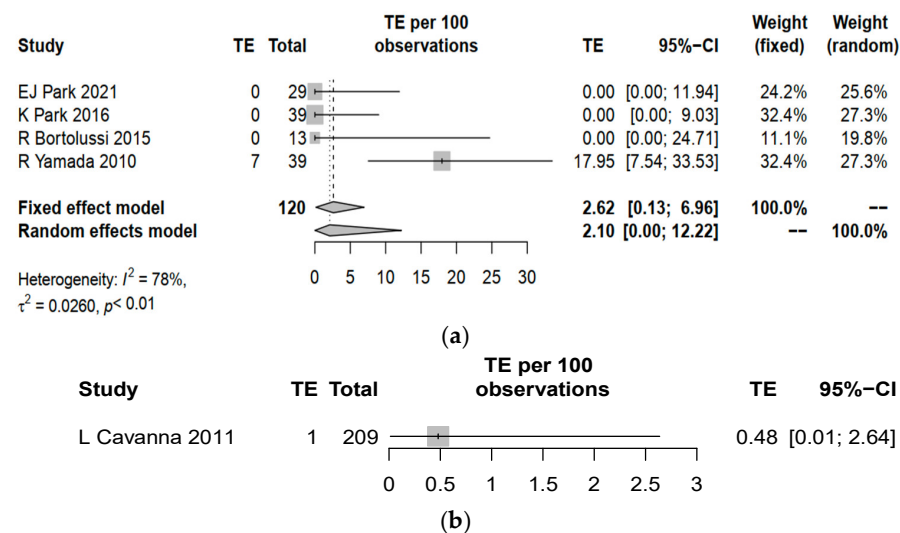 TE per 100 Weight Weight
Study TE Total observations TE 95%−CI (fixed) (random)
EJ Park 2021 0 29 0.00 [0.00; 11.94] 24.2% 25.6%
K Park 2016 0 39 0.00 [0.00; 9.03] 32.4% 27.3%
R Bortolussi 2015 0 13 0.00 [0.00; 24.71] 11.1% 19.8%
R Yamada 2010 7 39 17.95 [7.54; 33.53] 32.4% 27.3%
Fixed effect model 120 2.62 [0.13; 6.96] 100.0% −−
Random effects model 2.10 [0.00; 12.22] −− 100.0%
0 5 10 15 20 25 30
Heterogeneity: I² = 78%,
τ² = 0.0260, p< 0.01
(a)
TE per 100
Study TE Total observations TE 95%−CI
L Cavanna 2011 1 209 0.48 [0.01; 2.64]
0 0.5 1 1.5 2 2.5 3
(b)